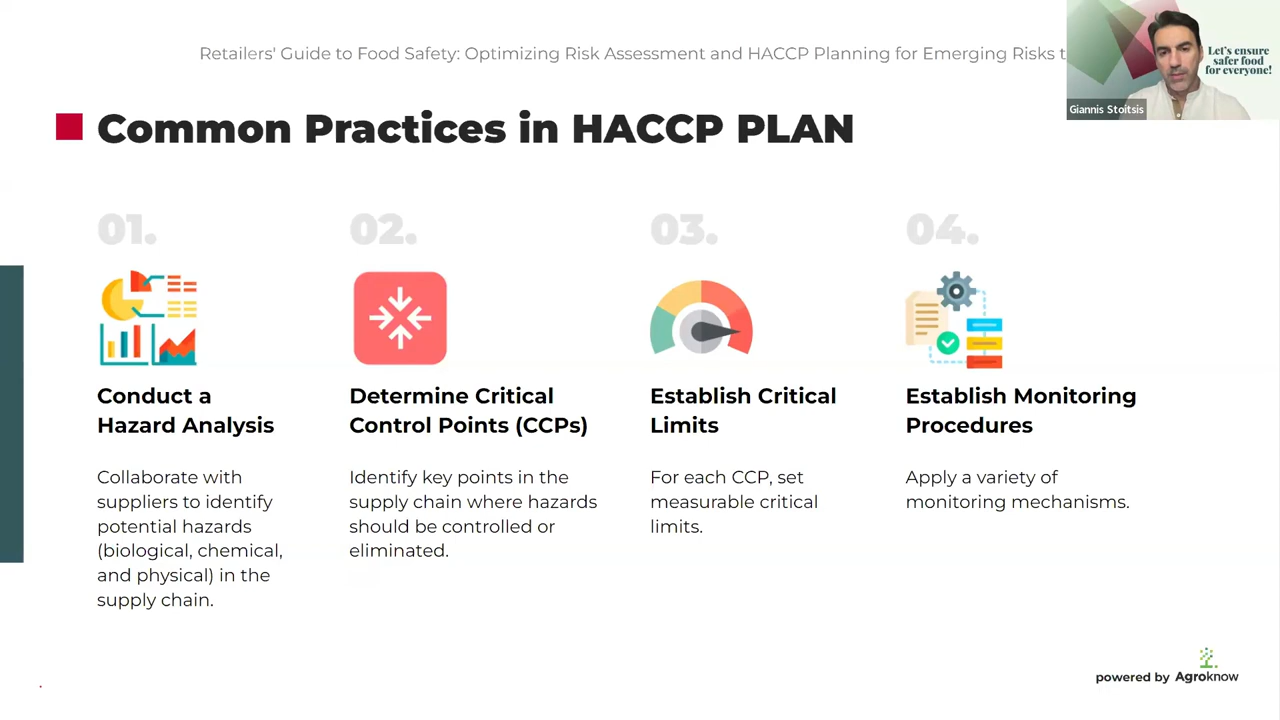 Retailers' Guide to Food Safety: Optimizing Risk Assessment and HACCP Planning for Emerging Risks
Let's ensure
safer food
for everyone!
Giannis Stoitsis
Common Practices in HACCP PLAN
01.
Conduct a
Hazard Analysis
Collaborate with
suppliers to identify
potential hazards
(biological, chemical,
and physical) in the
supply chain.
02.
Determine Critical
Control Points (CCPs)
Identify key points in the
supply chain where hazards
should be controlled or
eliminated.
03.
Establish Critical
Limits
For each CCP, set
measurable critical
limits.
04.
Establish Monitoring
Procedures
Apply a variety of
monitoring mechanisms.
powered by Agroknow